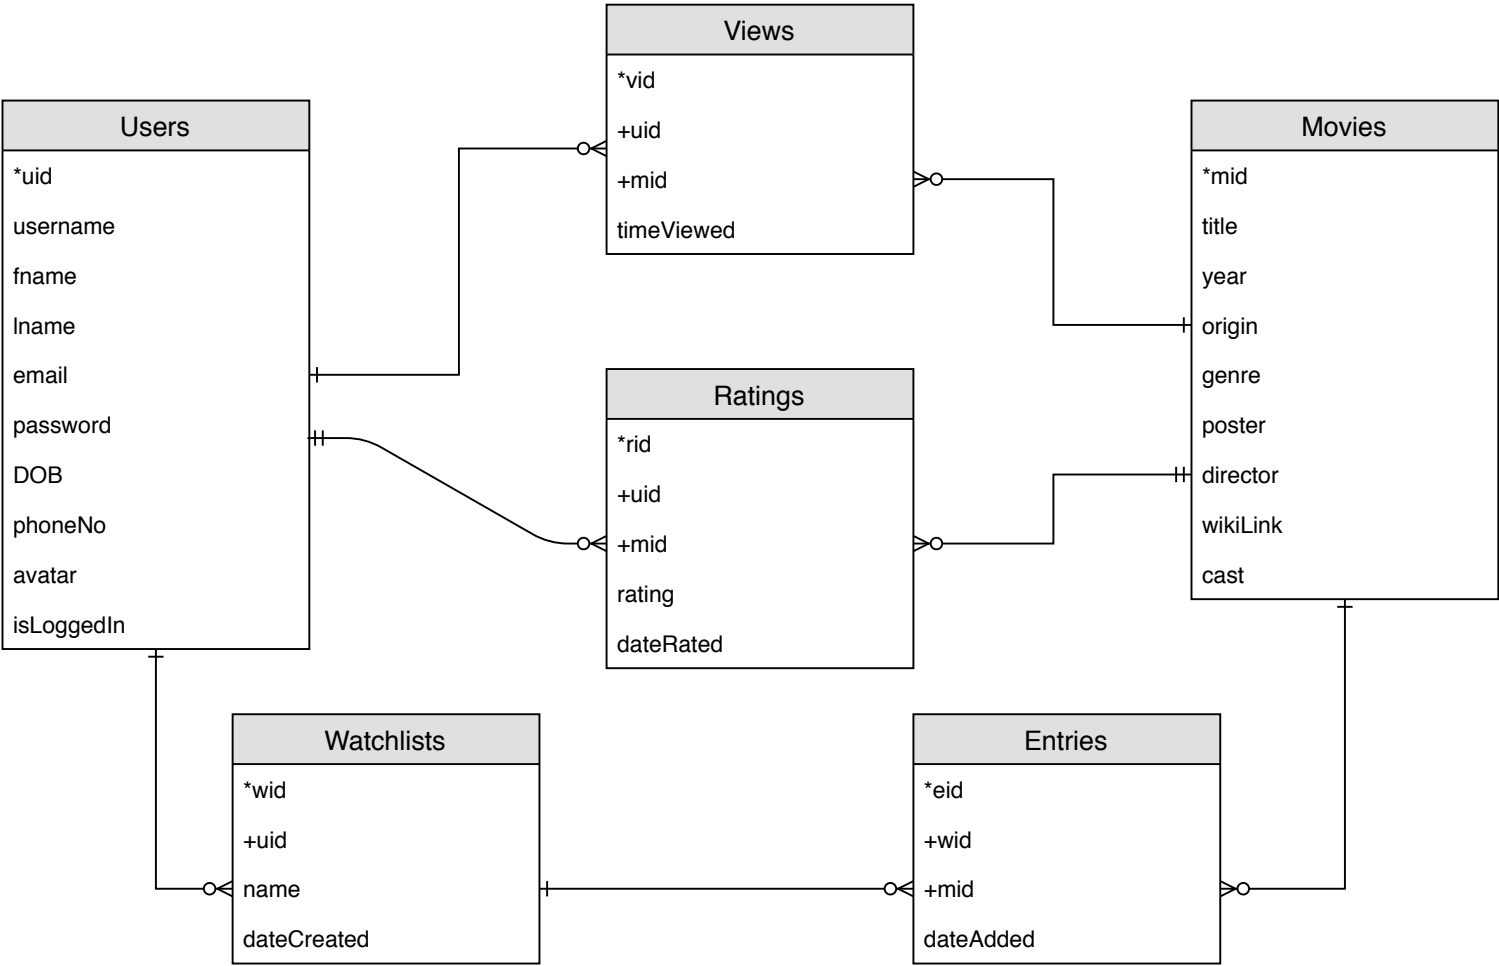 Views
*vid
+uid
+mid
timeViewed
Users
*uid
username
fname
lname
email
password
DOB
phoneNo
avatar
isLoggedIn
Movies
*mid
title
year
origin
genre
poster
director
wikiLink
cast
Ratings
*rid
+uid
+mid
rating
dateRated
Watchlists
*wid
+uid
name
dateCreated
Entries
*eid
+wid
+mid
dateAdded